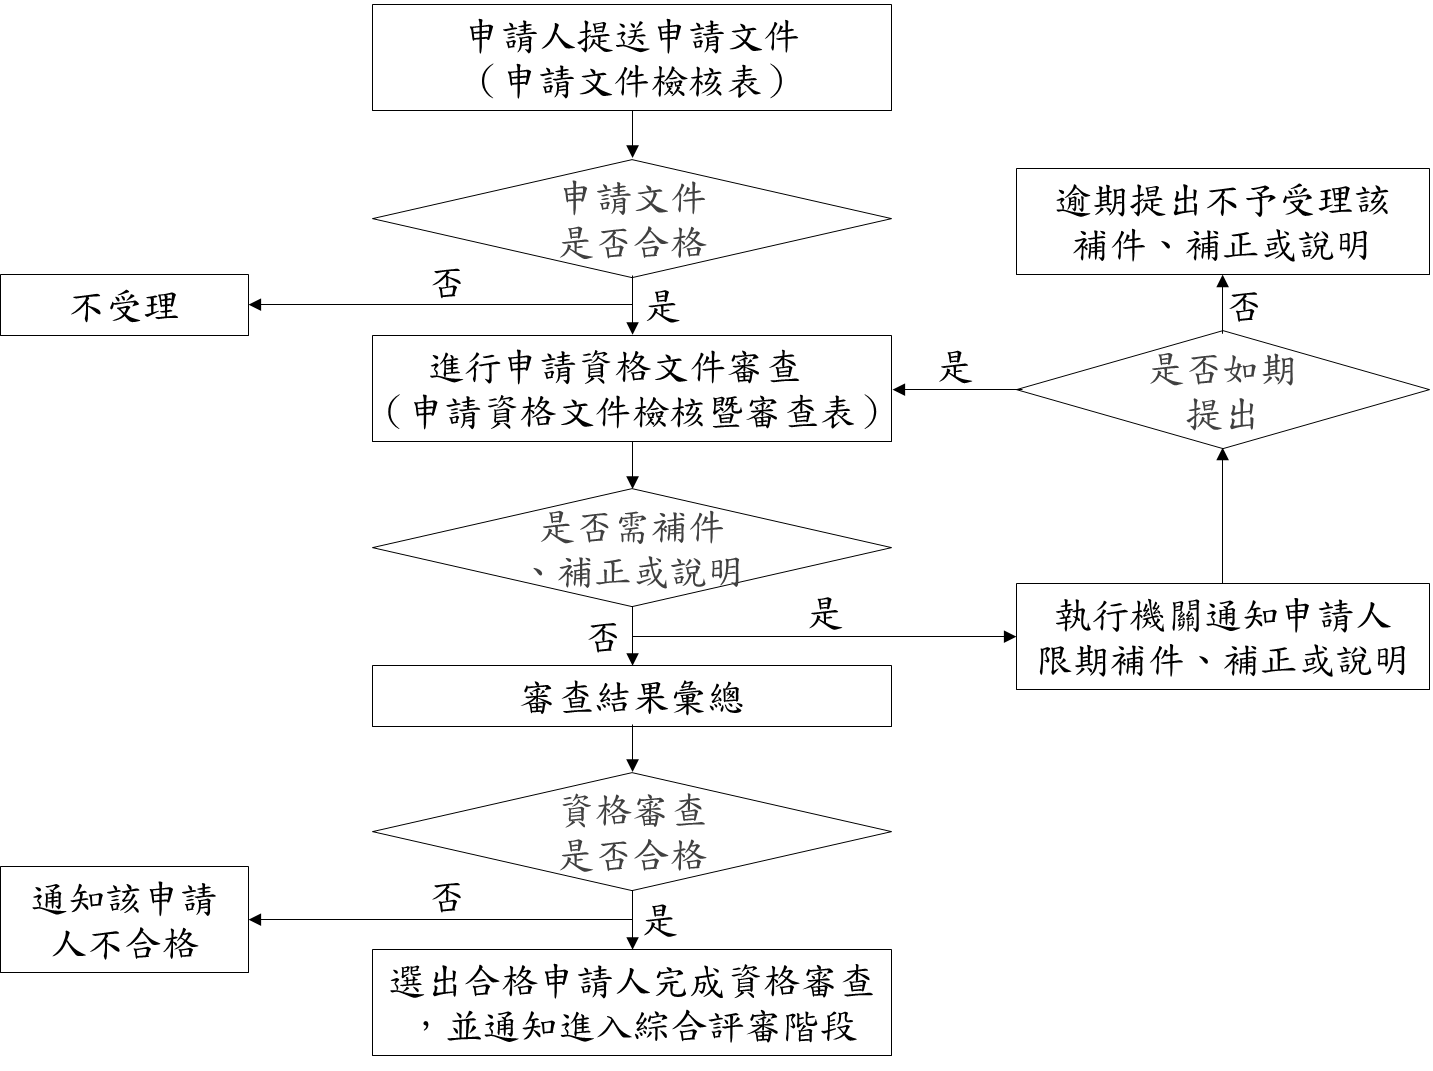 申請人提送申請文件
（申請文件檢核表）
申請文件
是否合格
否
是
不受理
進行申請資格文件審查
（申請資格文件檢核暨審查表）
是否需補件
、補正或說明
是
否
執行機關通知申請人
限期補件、補正或說明
是否如期
提出
是
否
逾期提出不予受理該
補件、補正或說明
審查結果彙總
資格審查
是否合格
否
是
通知該申請
人不合格
選出合格申請人完成資格審查
，並通知進入綜合評審階段